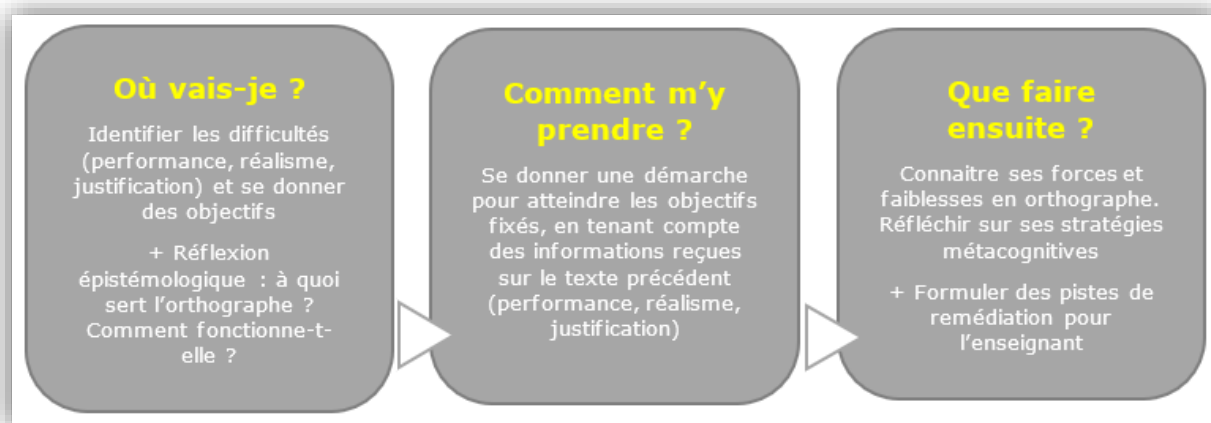 Où vais-je ?
Identifier les difficultés
(performance, réalisme,
justification) et se donner
des objectifs
+ Réflexion
épistémologique : à quoi
sert l'orthographe ?
Comment fonctionne-t-
elle ?
Comment m'y
prendre ?
Se donner une démarche
pour atteindre les objectifs
fixés, en tenant compte
des informations reçues
sur le texte précédent
(performance, réalisme,
justification)
Que faire
ensuite ?
Connaitre ses forces et
faiblesses en orthographe.
Réfléchir sur ses stratégies
métacognitives
+ Formuler des pistes de
remédiation pour
l'enseignant